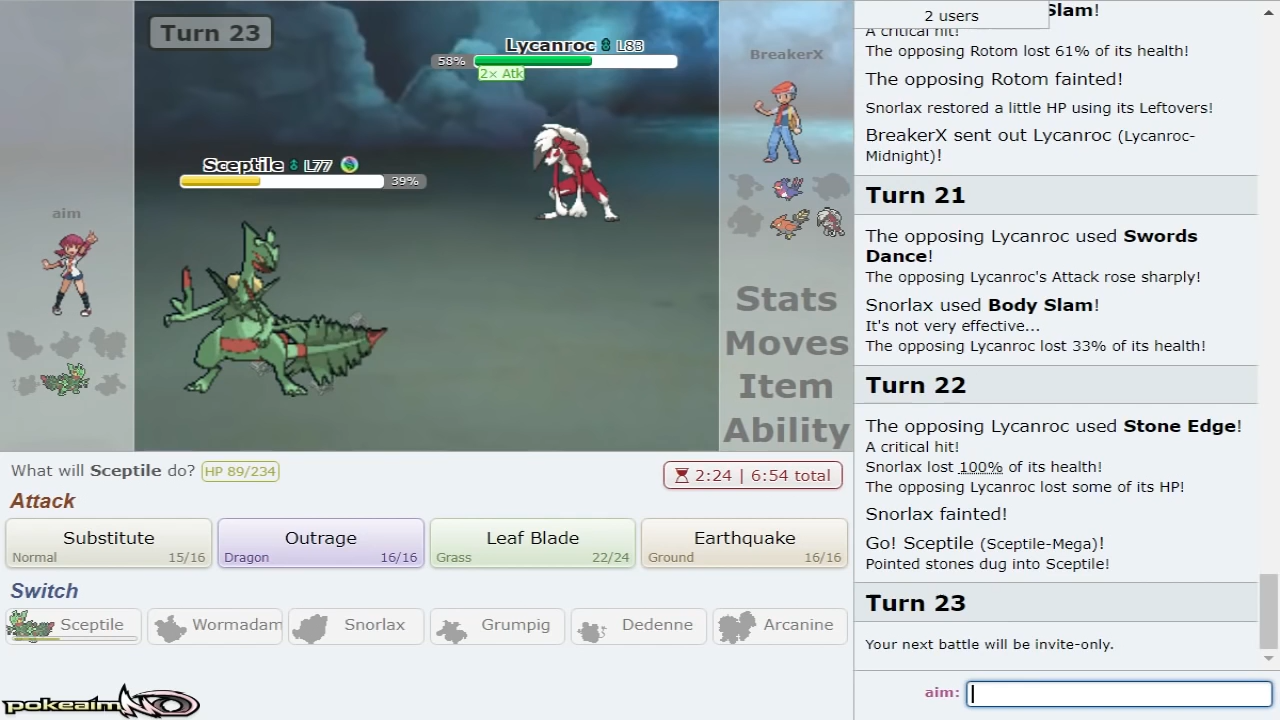 Turn 23
Lycanroc L83
58%
2× Atk
Sceptile L77
39%
aim
BreakerX
Stats
Moves
Item
Ability
What will Sceptile do? HP 89/234
2:24 | 6:54 total
Attack
Substitute
Normal 15/16
Outrage
Dragon 16/16
Leaf Blade
Grass 22/24
Earthquake
Ground 16/16
Switch
Sceptile
Wormadam
Snorlax
Grumpig
Dedenne
Arcanine
pokeaimMD
2 users
Slam!
A critical hit!
The opposing Rotom lost 61% of its health!
The opposing Rotom fainted!
Snorlax restored a little HP using its Leftovers!
BreakerX sent out Lycanroc (Lycanroc-
Midnight)!
Turn 21
The opposing Lycanroc used Swords
Dance!
The opposing Lycanroc's Attack rose sharply!
Snorlax used Body Slam!
It's not very effective...
The opposing Lycanroc lost 33% of its health!
Turn 22
The opposing Lycanroc used Stone Edge!
A critical hit!
Snorlax lost 100% of its health!
The opposing Lycanroc lost some of its HP!
Snorlax fainted!
Go! Sceptile (Sceptile-Mega)!
Pointed stones dug into Sceptile!
Turn 23
Your next battle will be invite-only.
aim: